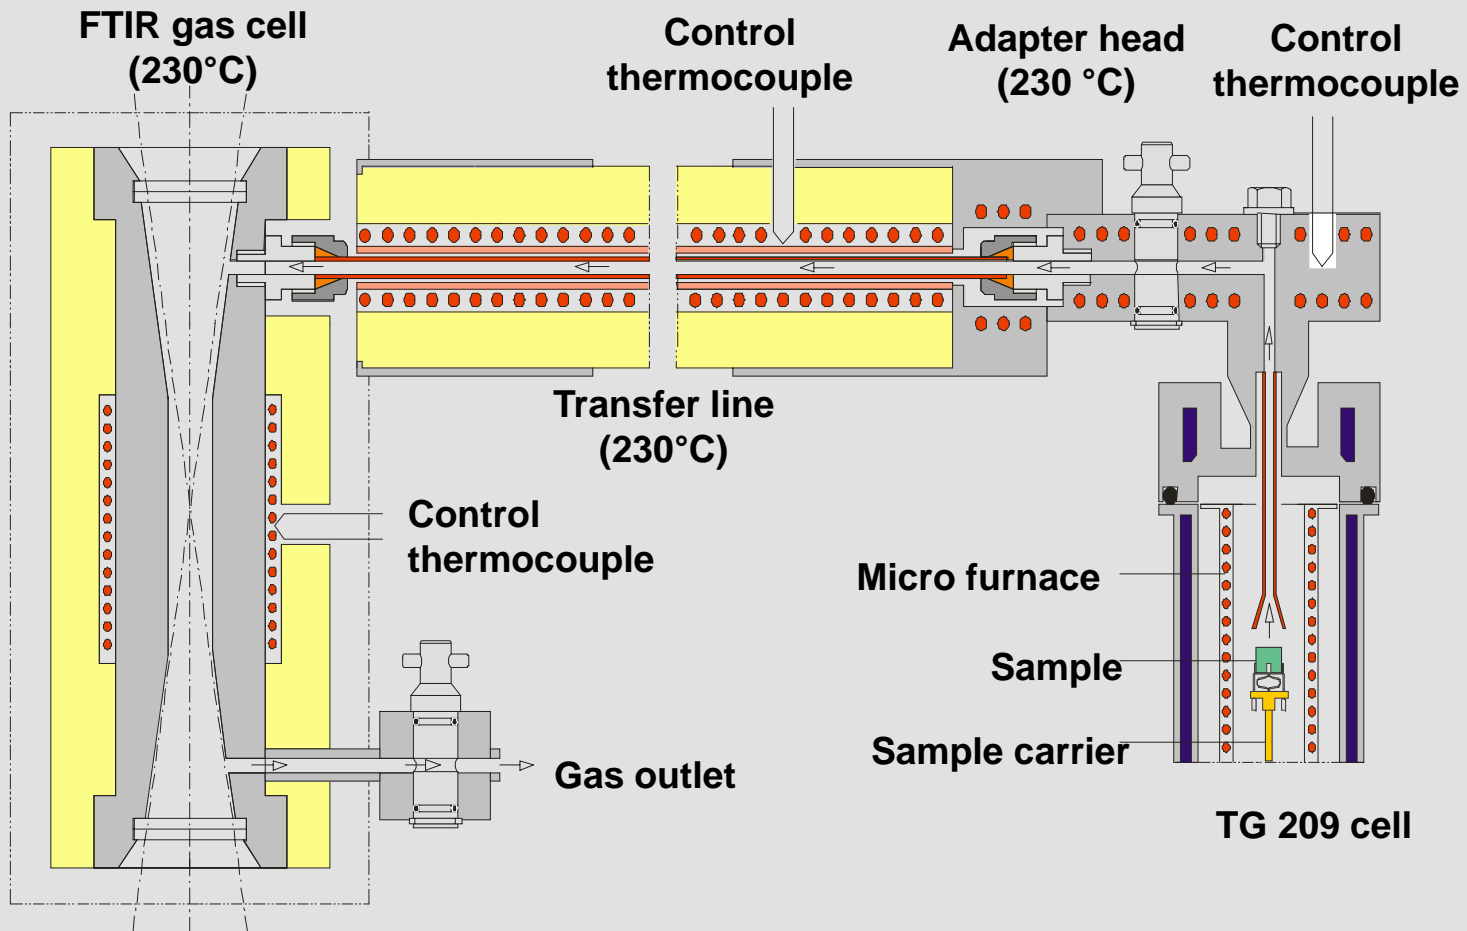 FTIR gas cell
(230°C)
Control
thermocouple
Adapter head
(230 °C)
Control
thermocouple
Transfer line
(230°C)
Control
thermocouple
Micro furnace
Sample
Sample carrier
Gas outlet
TG 209 cell